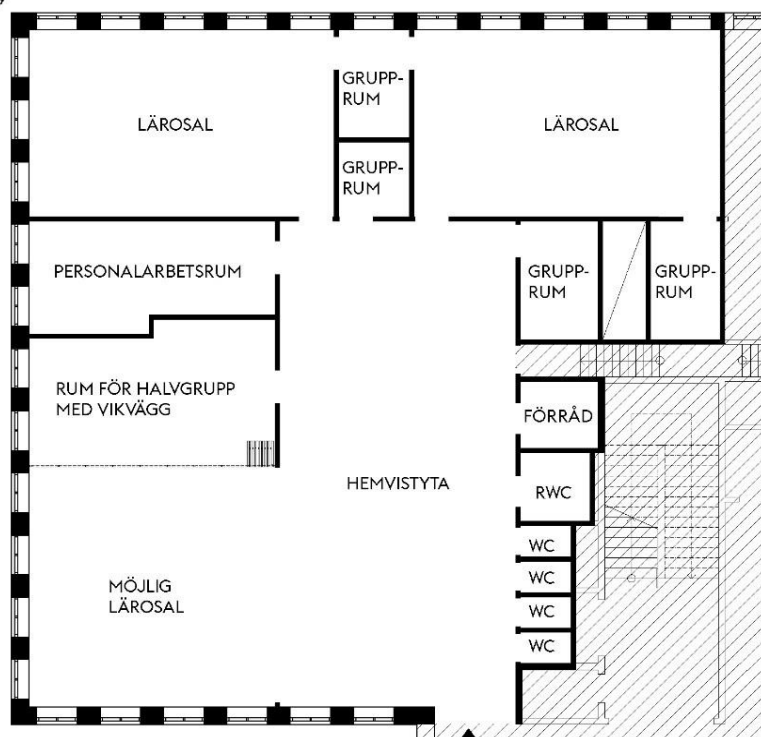 GRUPP-
RUM
LÄROSAL
LÄROSAL
GRUPP-
RUM
PERSONALARBETSRUM
GRUPP-
RUM
GRUPP-
RUM
RUM FÖR HALVGRUPP
MED VIKVÄGG
FÖRRÅD
HEMVISTYTA
RWC
WC
WC
MÖJLIG
LÄROSAL
WC
WC